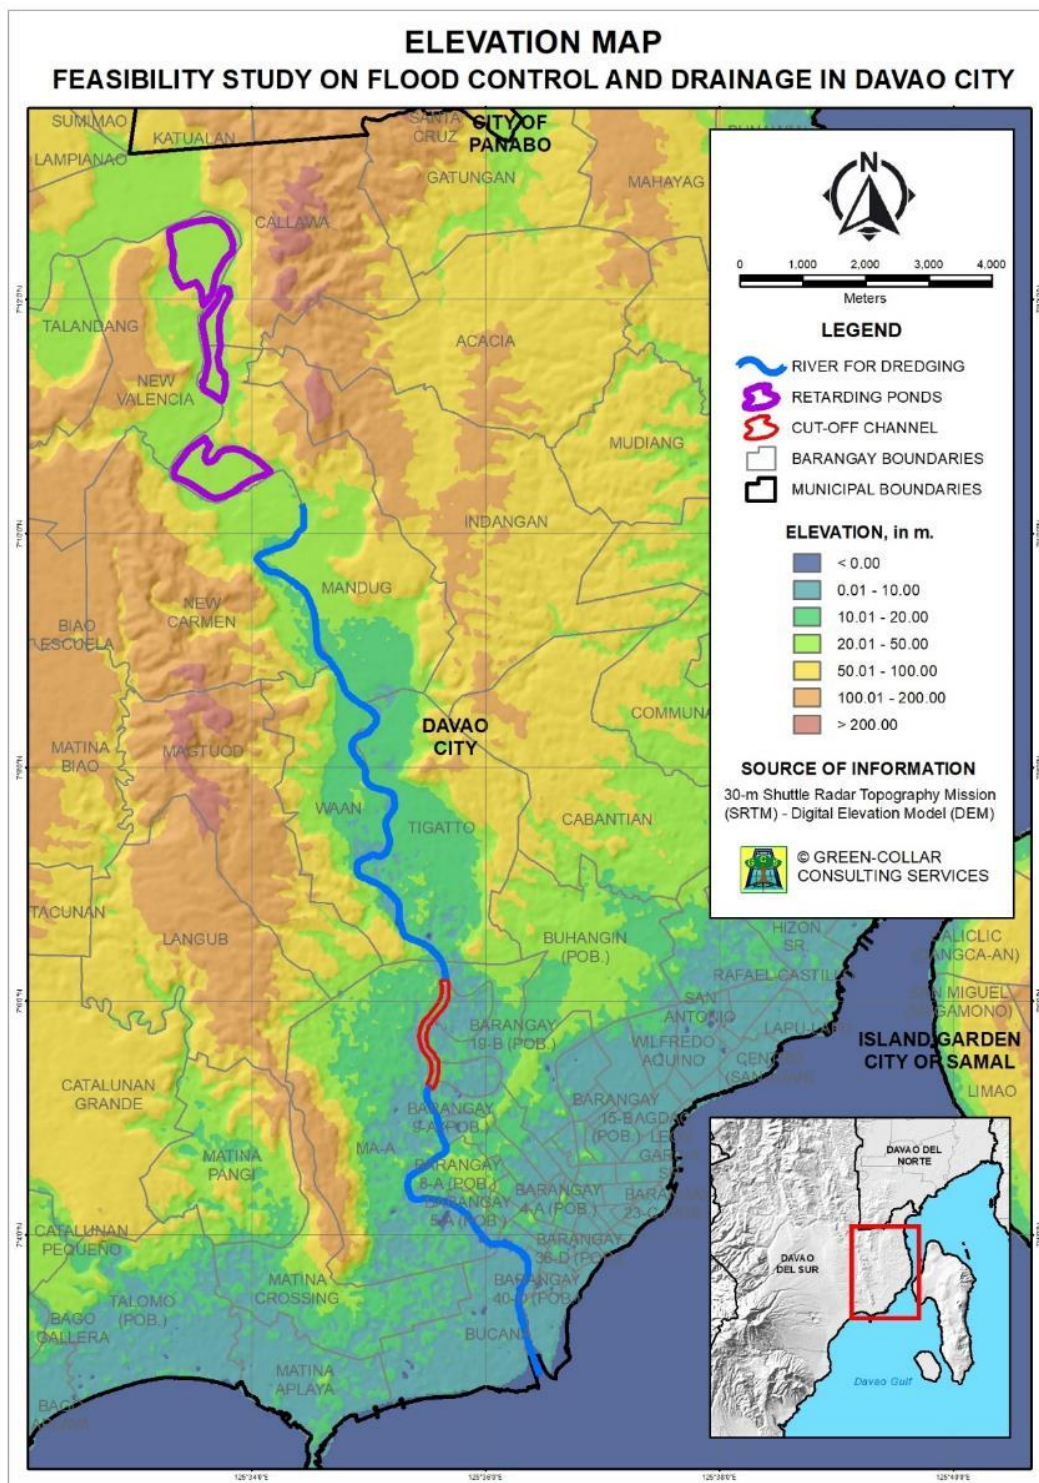 ELEVATION MAP
FEASIBILITY STUDY ON FLOOD CONTROL AND DRAINAGE IN DAVAO CITY
SUMIMAO
KATUALAN
SANTA
CRUZ
CITY OF
PANABO
LAMPIANAO
GATUNGAN
MAHAYAG
CALLAWA
TALANDANG
ACACIA
NEW
VALENCIA
MUDIANG
INDANGAN
MANDUG
NEW
CARMEN
BIAO
ESCUELA
COMMUNA
DAVAO
CITY
MATINA
BIAO
MAGTUOD
WAAN
TIGATTO
CABANTIAN
TACUNAN
LANGUB
BUHANGIN
(POB.)
HIZON
SR.
RAFAEL CASTILL
SAN
ANTONIO
LAPU-LA
BARANGAY
19-B (POB.)
WILFREDO
AQUINO
CATALUNAN
GRANDE
BARANGAY
9-A (POB.)
BARANGAY
MA-A
MATINA
PANGI
BARANGAY
8-A (POB.)
BARANGAY
4-A (POB.)
CATALUNAN
PEQUEÑO
BARANGAY
MATINA
CROSSING
BARANGAY
TALOMO
(POB.)
BAGO
GALLERA
BUCANA
MATINA
APLAYA
ISLAND GARDEN
CITY OF SAMAL
LIMAO
N
0 1,000 2,000 3,000 4,000
Meters
LEGEND
RIVER FOR DREDGING
RETARDING PONDS
CUT-OFF CHANNEL
BARANGAY BOUNDARIES
MUNICIPAL BOUNDARIES
ELEVATION, in m.
< 0.00
0.01 - 10.00
10.01 - 20.00
20.01 - 50.00
50.01 - 100.00
100.01 - 200.00
> 200.00
SOURCE OF INFORMATION
30-m Shuttle Radar Topography Mission
(SRTM) - Digital Elevation Model (DEM)
© GREEN-COLLAR
CONSULTING SERVICES
DAVAO DEL
NORTE
DAVAO
DEL SUR
Davao Gulf